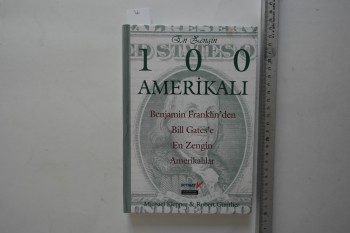 En Zengin
100
AMERİKALI
Benjamin Franklin'den
Bill Gates'e
En Zengin
Amerikalılar
Michael Klepper & Robert Gunther